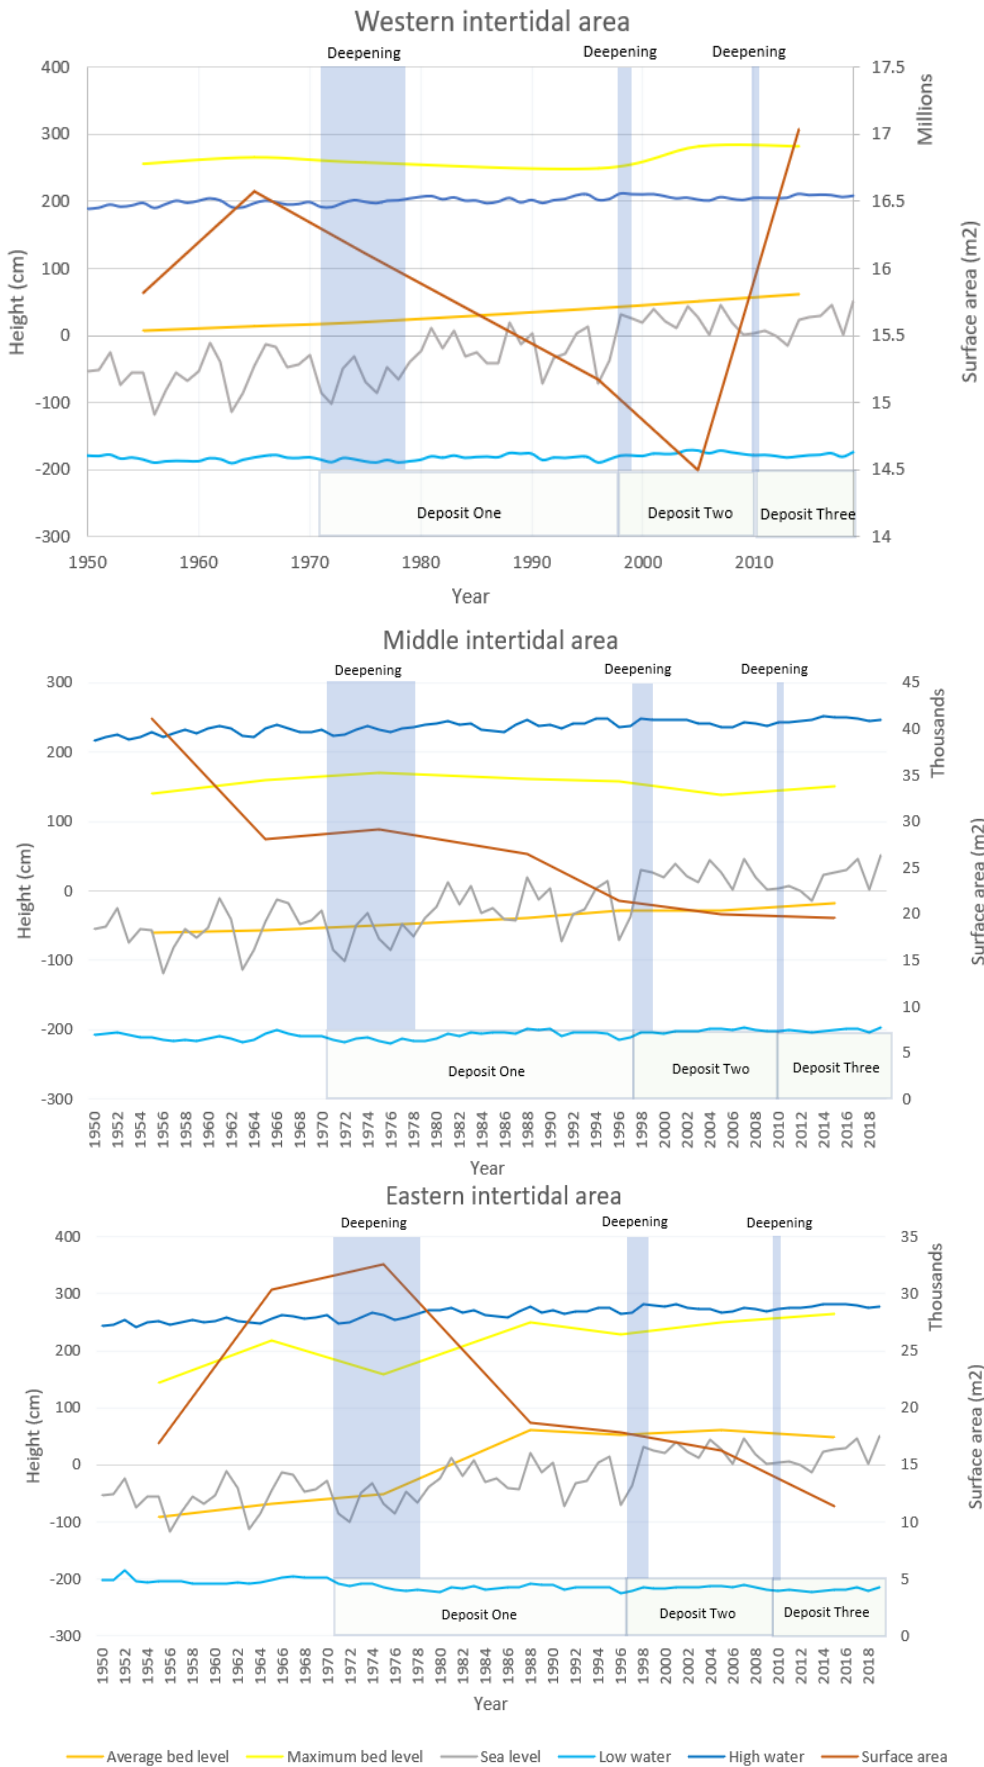 Western intertidal area
Deepening Deepening Deepening
400 17.5
300 17
200 16.5
100 16
0 15.5
-100 15
-200 14.5
-300 14
Height (cm)
Millions
Surface area (m2)
Deposit One Deposit Two Deposit Three
1950 1960 1970 1980 1990 2000 2010
Year
Middle intertidal area
Deepening Deepening Deepening
300 45
40
200
35
100 30
25
0
20
-100 15
10
-200
5
-300 0
Height (cm)
Thousands
Surface area (m2)
Deposit One Deposit Two Deposit Three
1950 1952 1954 1956 1958 1960 1962 1964 1966 1968 1970 1972 1974 1976 1978 1980 1982 1984 1986 1988 1990 1992 1994 1996 1998 2000 2002 2004 2006 2008 2010 2012 2014 2016 2018
Year
Eastern intertidal area
Deepening Deepening Deepening
400 35
300 30
200 25
100 20
0 15
-100 10
-200 5
-300 0
Height (cm)
Thousands
Surface area (m2)
Deposit One Deposit Two Deposit Three
1950 1952 1954 1956 1958 1960 1962 1964 1966 1968 1970 1972 1974 1976 1978 1980 1982 1984 1986 1988 1990 1992 1994 1996 1998 2000 2002 2004 2006 2008 2010 2012 2014 2016 2018
Year
Average bed level Maximum bed level Sea level Low water High water Surface area